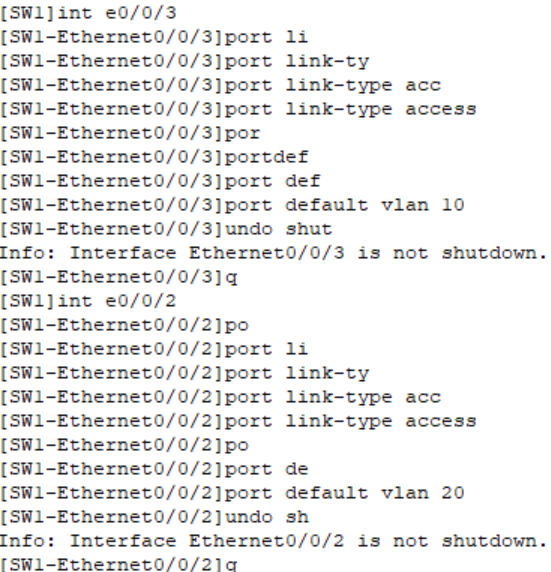 [SW1]int e0/0/3
[SW1-Ethernet0/0/3]port li
[SW1-Ethernet0/0/3]port link-ty
[SW1-Ethernet0/0/3]port link-type acc
[SW1-Ethernet0/0/3]port link-type access
[SW1-Ethernet0/0/3]por
[SW1-Ethernet0/0/3]portdef
[SW1-Ethernet0/0/3]port def
[SW1-Ethernet0/0/3]port default vlan 10
[SW1-Ethernet0/0/3]undo shut
Info: Interface Ethernet0/0/3 is not shutdown.
[SW1-Ethernet0/0/3]q
[SW1]int e0/0/2
[SW1-Ethernet0/0/2]po
[SW1-Ethernet0/0/2]port li
[SW1-Ethernet0/0/2]port link-ty
[SW1-Ethernet0/0/2]port link-type acc
[SW1-Ethernet0/0/2]port link-type access
[SW1-Ethernet0/0/2]po
[SW1-Ethernet0/0/2]port de
[SW1-Ethernet0/0/2]port default vlan 20
[SW1-Ethernet0/0/2]undo sh
Info: Interface Ethernet0/0/2 is not shutdown.
[SW1-Ethernet0/0/2]q